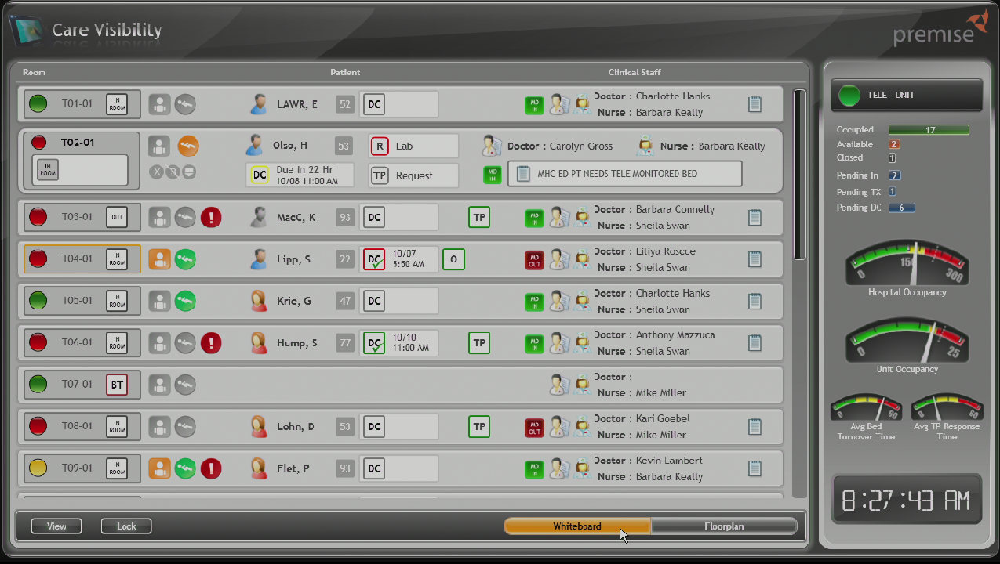 Care Visibility
premise
Room
Patient
Clinical Staff
T01-01
IN ROOM
LAWR, E
52
DC
MD IN
Doctor : Charlotte Hanks
Nurse : Barbara Keally
T02-01
IN ROOM
X
Olso, H
53
R
Lab
DC
Due in 22 Hr
10/08 11:00 AM
TP
Request
Doctor : Carolyn Gross
Nurse : Barbara Keally
MD IN
MHC ED PT NEEDS TELE MONITORED BED
T03-01
OUT
!
MacC, K
93
DC
TP
MD IN
Doctor : Barbara Connelly
Nurse : Sheila Swan
T04-01
IN ROOM
Lipp, S
22
DC
10/07
5:50 AM
O
MD OUT
Doctor : Liliya Roscoe
Nurse : Sheila Swan
T05-01
IN ROOM
Krie, G
47
DC
MD IN
Doctor : Charlotte Hanks
Nurse : Sheila Swan
T06-01
IN ROOM
!
Hump, S
77
DC
10/10
11:00 AM
TP
MD IN
Doctor : Anthony Mazzuca
Nurse : Sheila Swan
T07-01
BT
Doctor :
Nurse : Mike Miller
T08-01
IN ROOM
Lohn, D
53
DC
TP
MD OUT
Doctor : Kari Goebel
Nurse : Mike Miller
T09-01
IN ROOM
!
Flet, P
93
DC
MD IN
Doctor : Kevin Lambert
Nurse : Barbara Keally
View
Lock
Whiteboard
Floorplan
TELE - UNIT
Occupied 17
Available 2
Closed 1
Pending In 2
Pending TX 1
Pending DC 6
0 150 300
Hospital Occupancy
0 25
Unit Occupancy
0 60
Avg Bed
Turnover Time
0 60
Avg TP Response
Time
8:27:43 AM